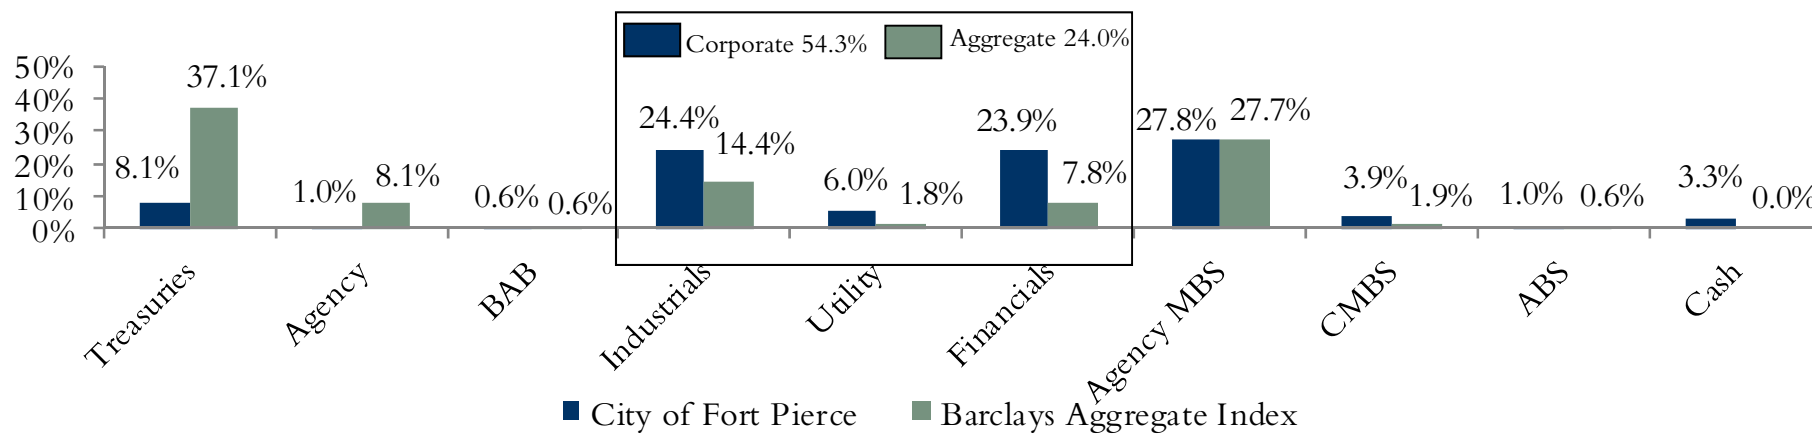 Corporate 54.3% Aggregate 24.0%
50%
40%
30%
20%
10%
0%
8.1% 37.1% 1.0% 8.1% 0.6% 0.6% 24.4% 14.4% 6.0% 1.8% 23.9% 7.8% 27.8% 27.7% 3.9% 1.9% 1.0% 0.6% 3.3% 0.0%
Treasuries Agency BAB Industrials Utility Financials Agency MBS CMBS ABS Cash
City of Fort Pierce Barclays Aggregate Index